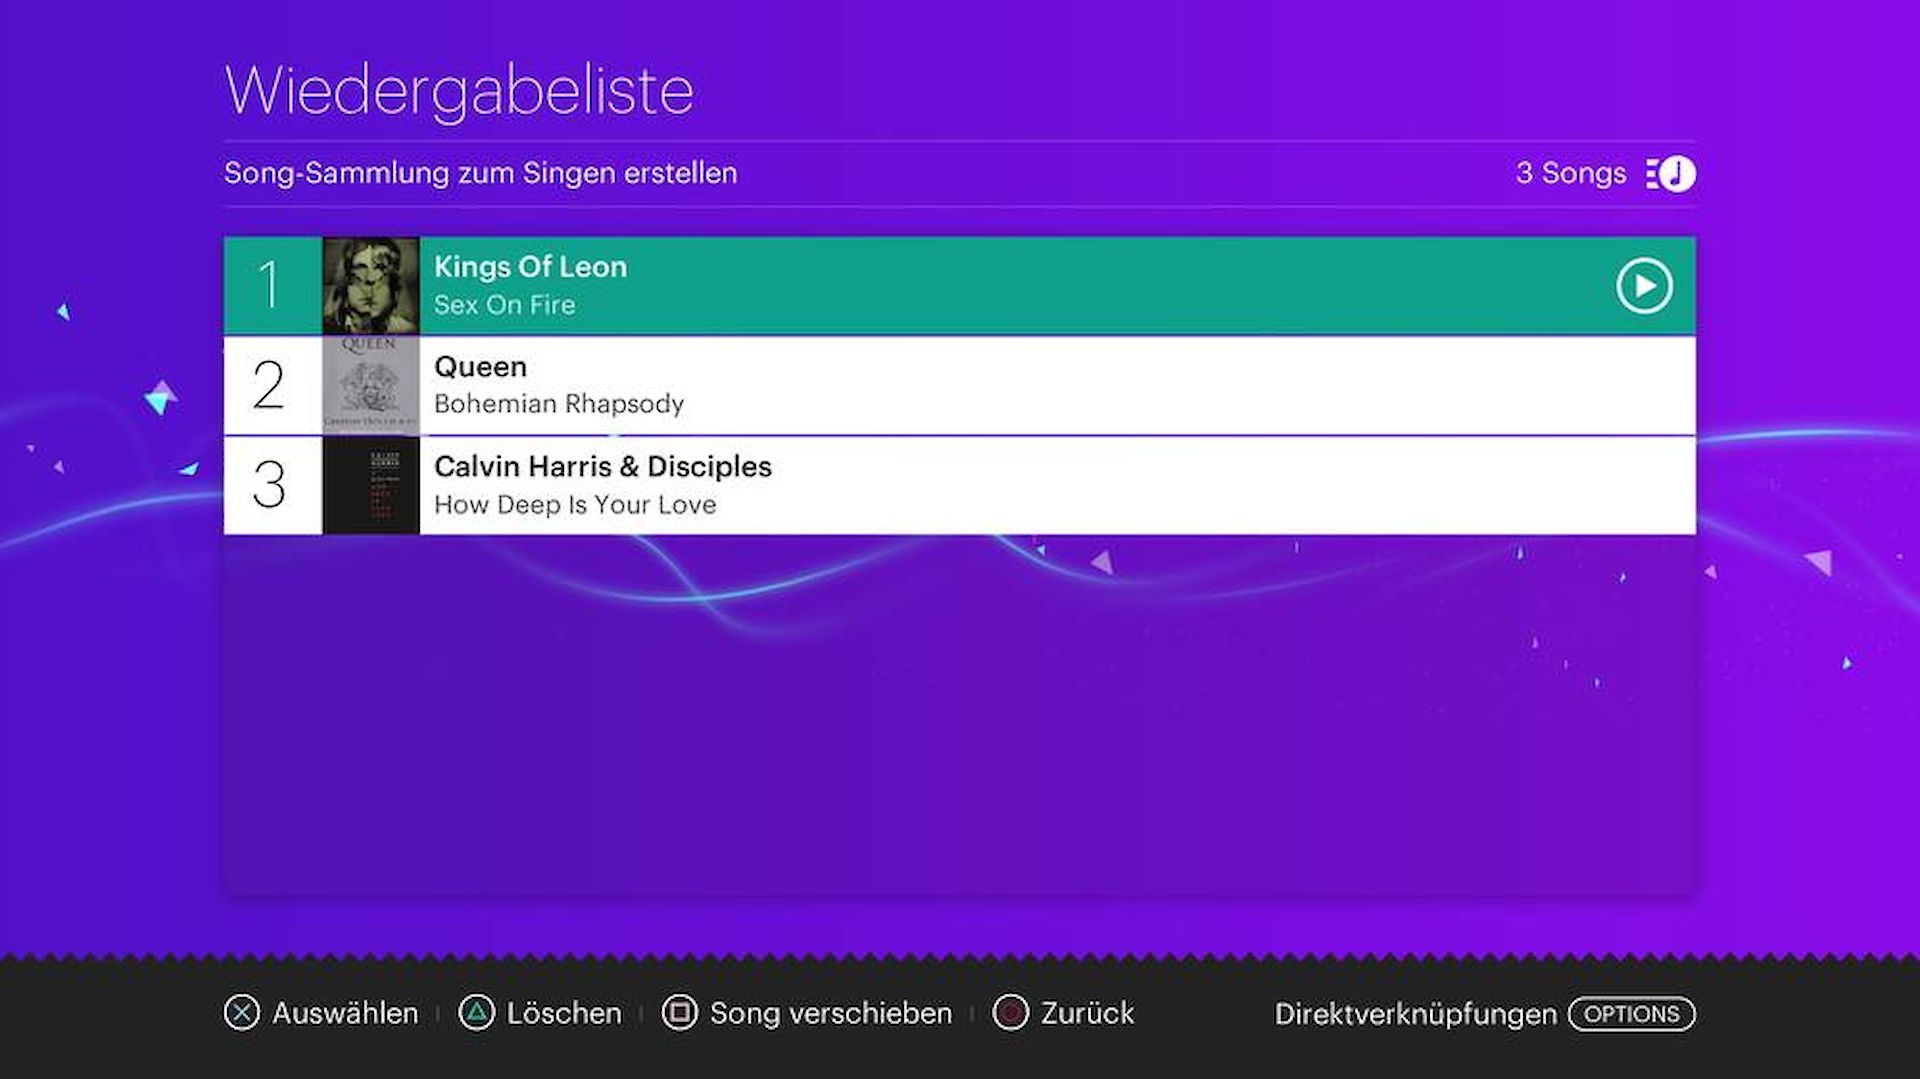 Wiedergabeliste
Song-Sammlung zum Singen erstellen
3 Songs
1
Kings Of Leon
Sex On Fire
2
QUEEN
Queen
Bohemian Rhapsody
3
Calvin Harris & Disciples
How Deep Is Your Love
Auswählen
Löschen
Song verschieben
Zurück
Direktverknüpfungen OPTIONS